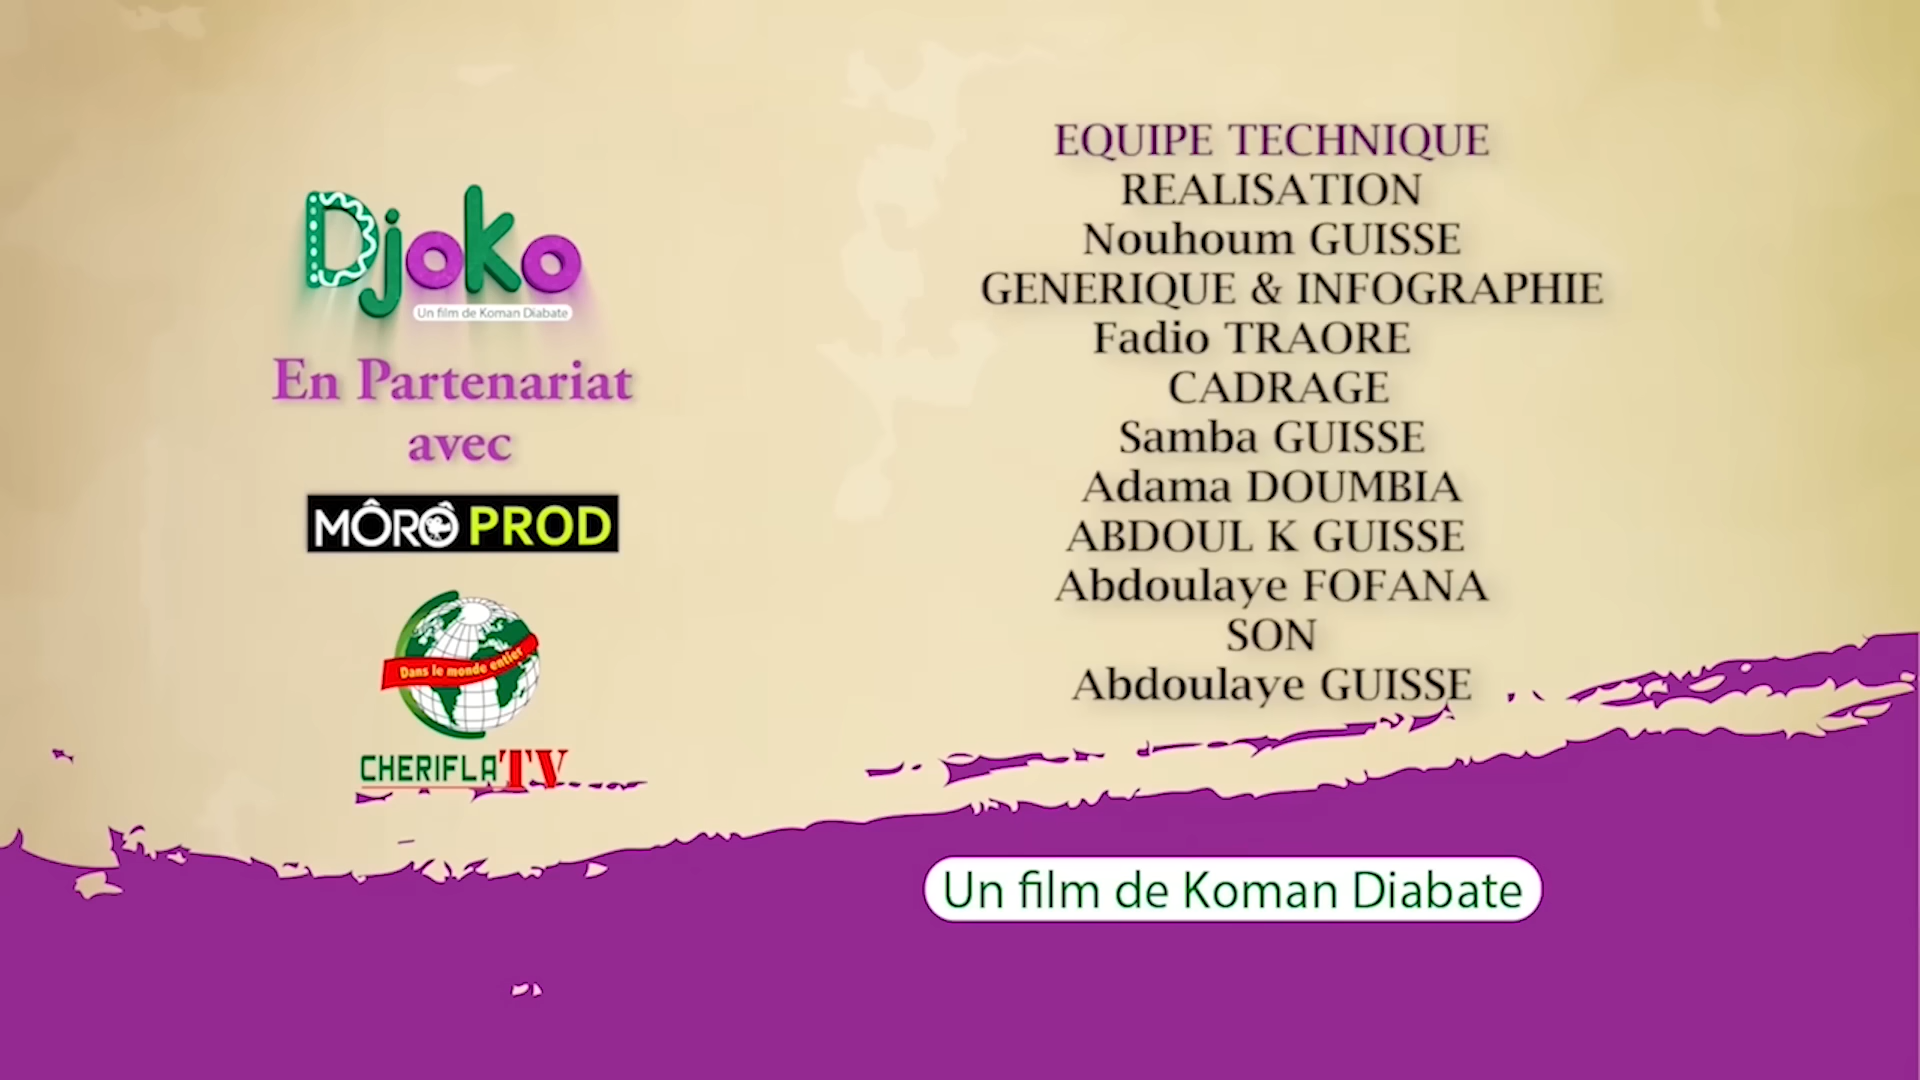 Djoko
Un film de Koman Diabate
En Partenariat
avec
MÔRÔ PROD
Dans le monde entier
CHERIFLA TV
EQUIPE TECHNIQUE
REALISATION
Nouhoum GUISSE
GENERIQUE & INFOGRAPHIE
Fadio TRAORE
CADRAGE
Samba GUISSE
Adama DOUMBIA
ABDOUL K GUISSE
Abdoulaye FOFANA
SON
Abdoulaye GUISSE
Un film de Koman Diabate